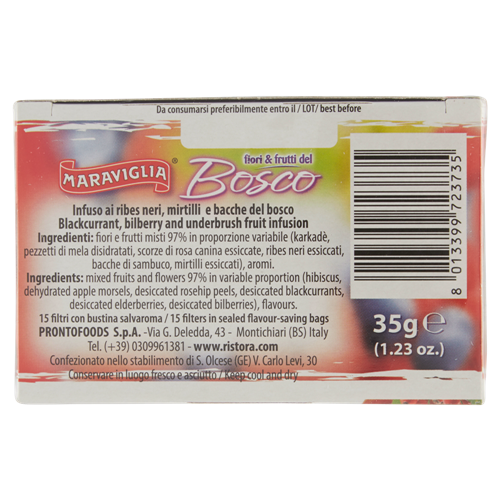 Da consumarsi preferibilmente entro il / LOT/ best before
MARAVIGLIA®
fiori & frutti del
Bosco
Infuso ai ribes neri, mirtilli e bacche del bosco
Blackcurrant, bilberry and underbrush fruit infusion
Ingredienti: fiori e frutti misti 97% in proporzione variabile (karkadè,
pezzetti di mela disidratati, scorze di rosa canina essiccate, ribes neri essiccati,
bacche di sambuco, mirtilli essiccati), aromi.
Ingredients: mixed fruits and flowers 97% in variable proportion (hibiscus,
dehydrated apple morsels, desiccated rosehip peels, desiccated blackcurrants,
desiccated elderberries, desiccated bilberries), flavours.
15 filtri con bustina salvaroma / 15 filters in sealed flavour-saving bags
PRONTOFOODS S.p.A. - Via G. Deledda, 43 - Montichiari (BS) Italy
Tel. (+39) 0309961381 - www.ristora.com
Confezionato nello stabilimento di S. Olcese (GE) V. Carlo Levi, 30
Conservare in luogo fresco e asciutto / Keep cool and dry
8 013399 723735
35g e
(1.23 oz.)